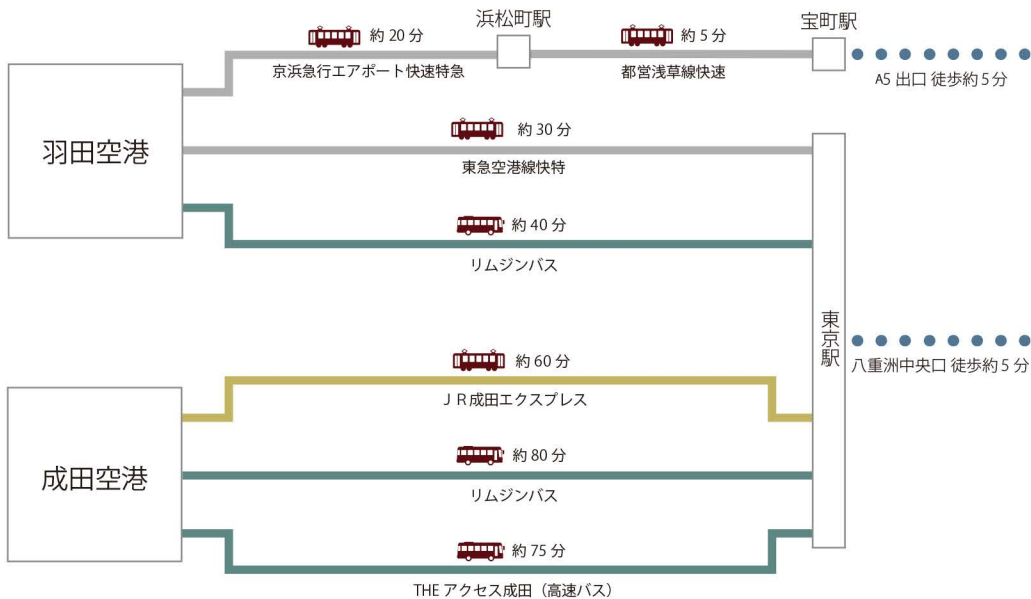 浜松町駅
宝町駅
約 20 分
約 5 分
京浜急行エアポート快速特急
都営浅草線快速
A5 出口 徒歩約 5 分
羽田空港
約 30 分
東急空港線快特
約 40 分
リムジンバス
東京駅
八重洲中央口 徒歩約 5 分
成田空港
約 60 分
ＪＲ成田エクスプレス
約 80 分
リムジンバス
約 75 分
THE アクセス成田（高速バス）